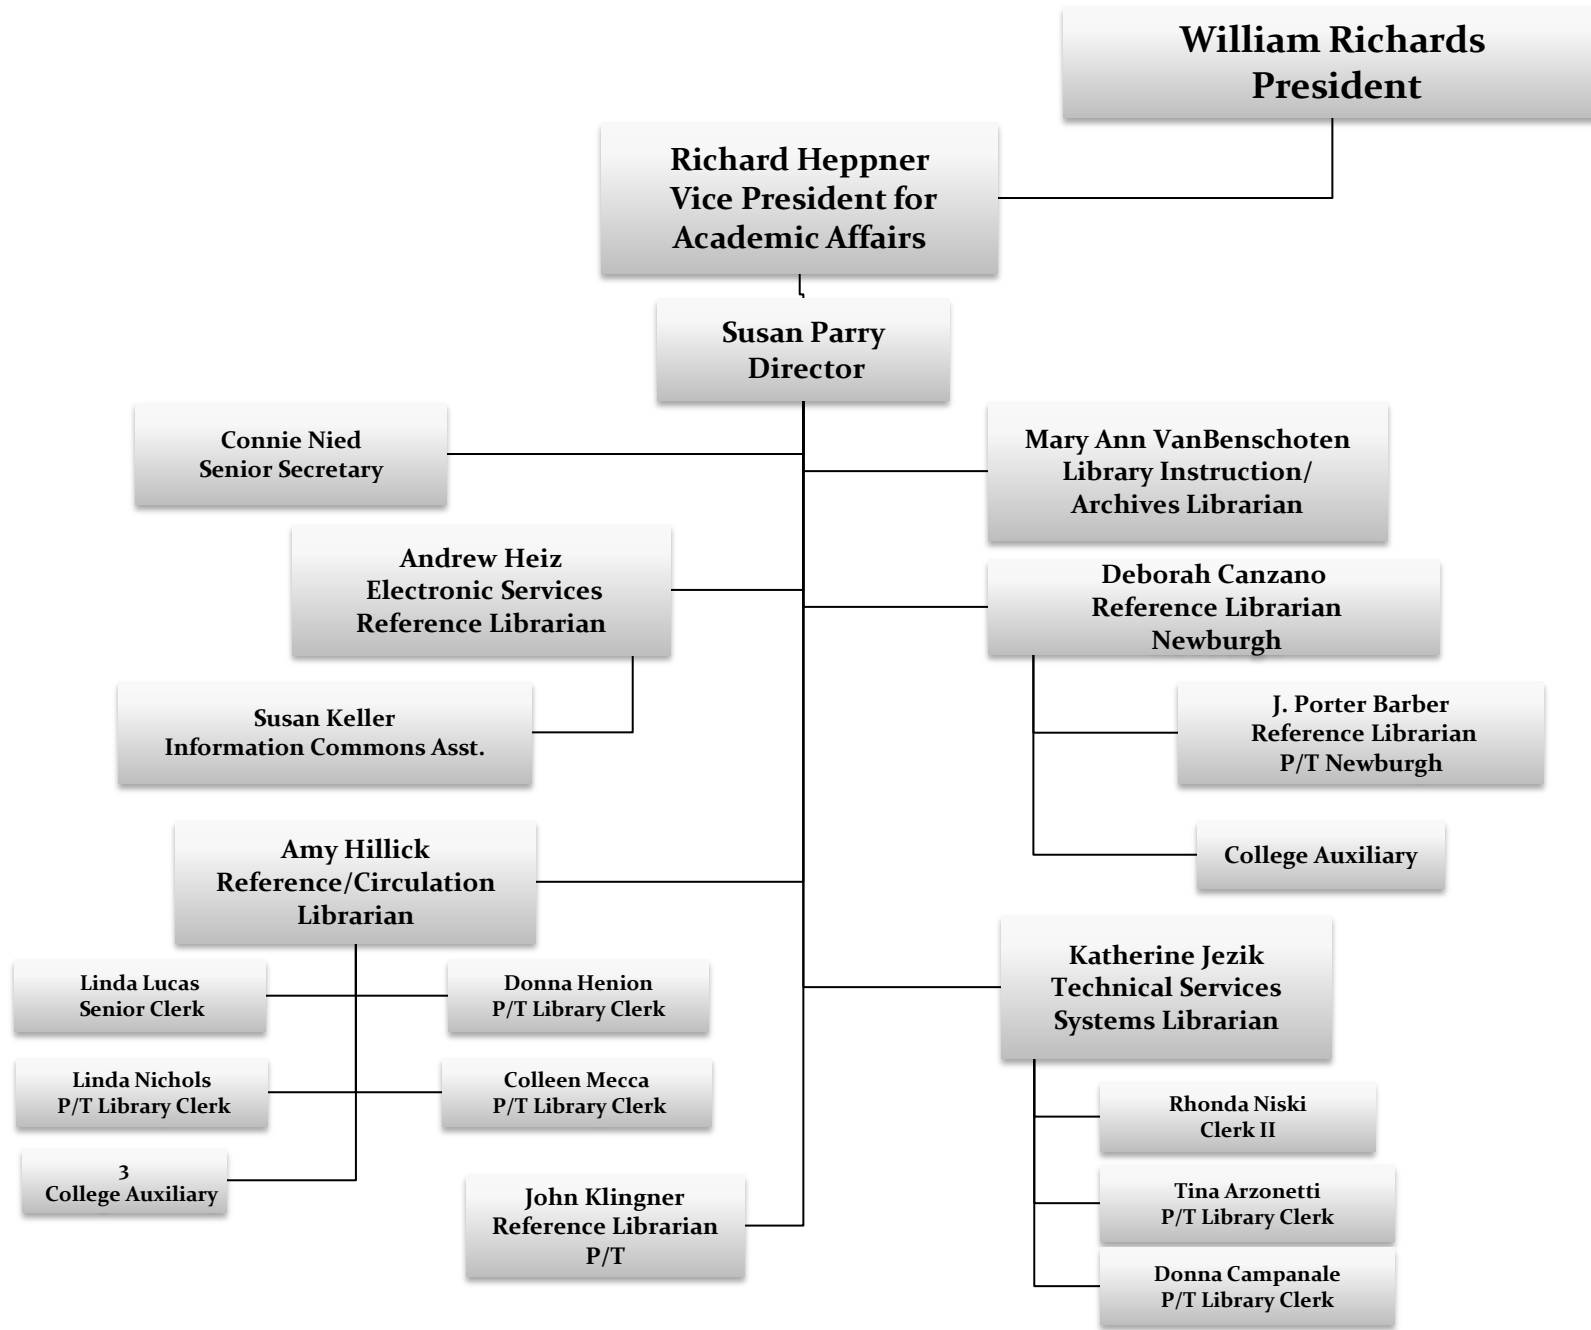 William Richards
President
Richard Heppner
Vice President for
Academic Affairs
Susan Parry
Director
Connie Nied
Senior Secretary
Mary Ann VanBenschoten
Library Instruction/
Archives Librarian
Andrew Heiz
Electronic Services
Reference Librarian
Deborah Canzano
Reference Librarian
Newburgh
Susan Keller
Information Commons Asst.
J. Porter Barber
Reference Librarian
P/T Newburgh
College Auxiliary
Amy Hillick
Reference/Circulation
Librarian
Linda Lucas
Senior Clerk
Donna Henion
P/T Library Clerk
Linda Nichols
P/T Library Clerk
Colleen Mecca
P/T Library Clerk
3
College Auxiliary
John Klingner
Reference Librarian
P/T
Katherine Jezik
Technical Services
Systems Librarian
Rhonda Niski
Clerk II
Tina Arzonetti
P/T Library Clerk
Donna Campanale
P/T Library Clerk